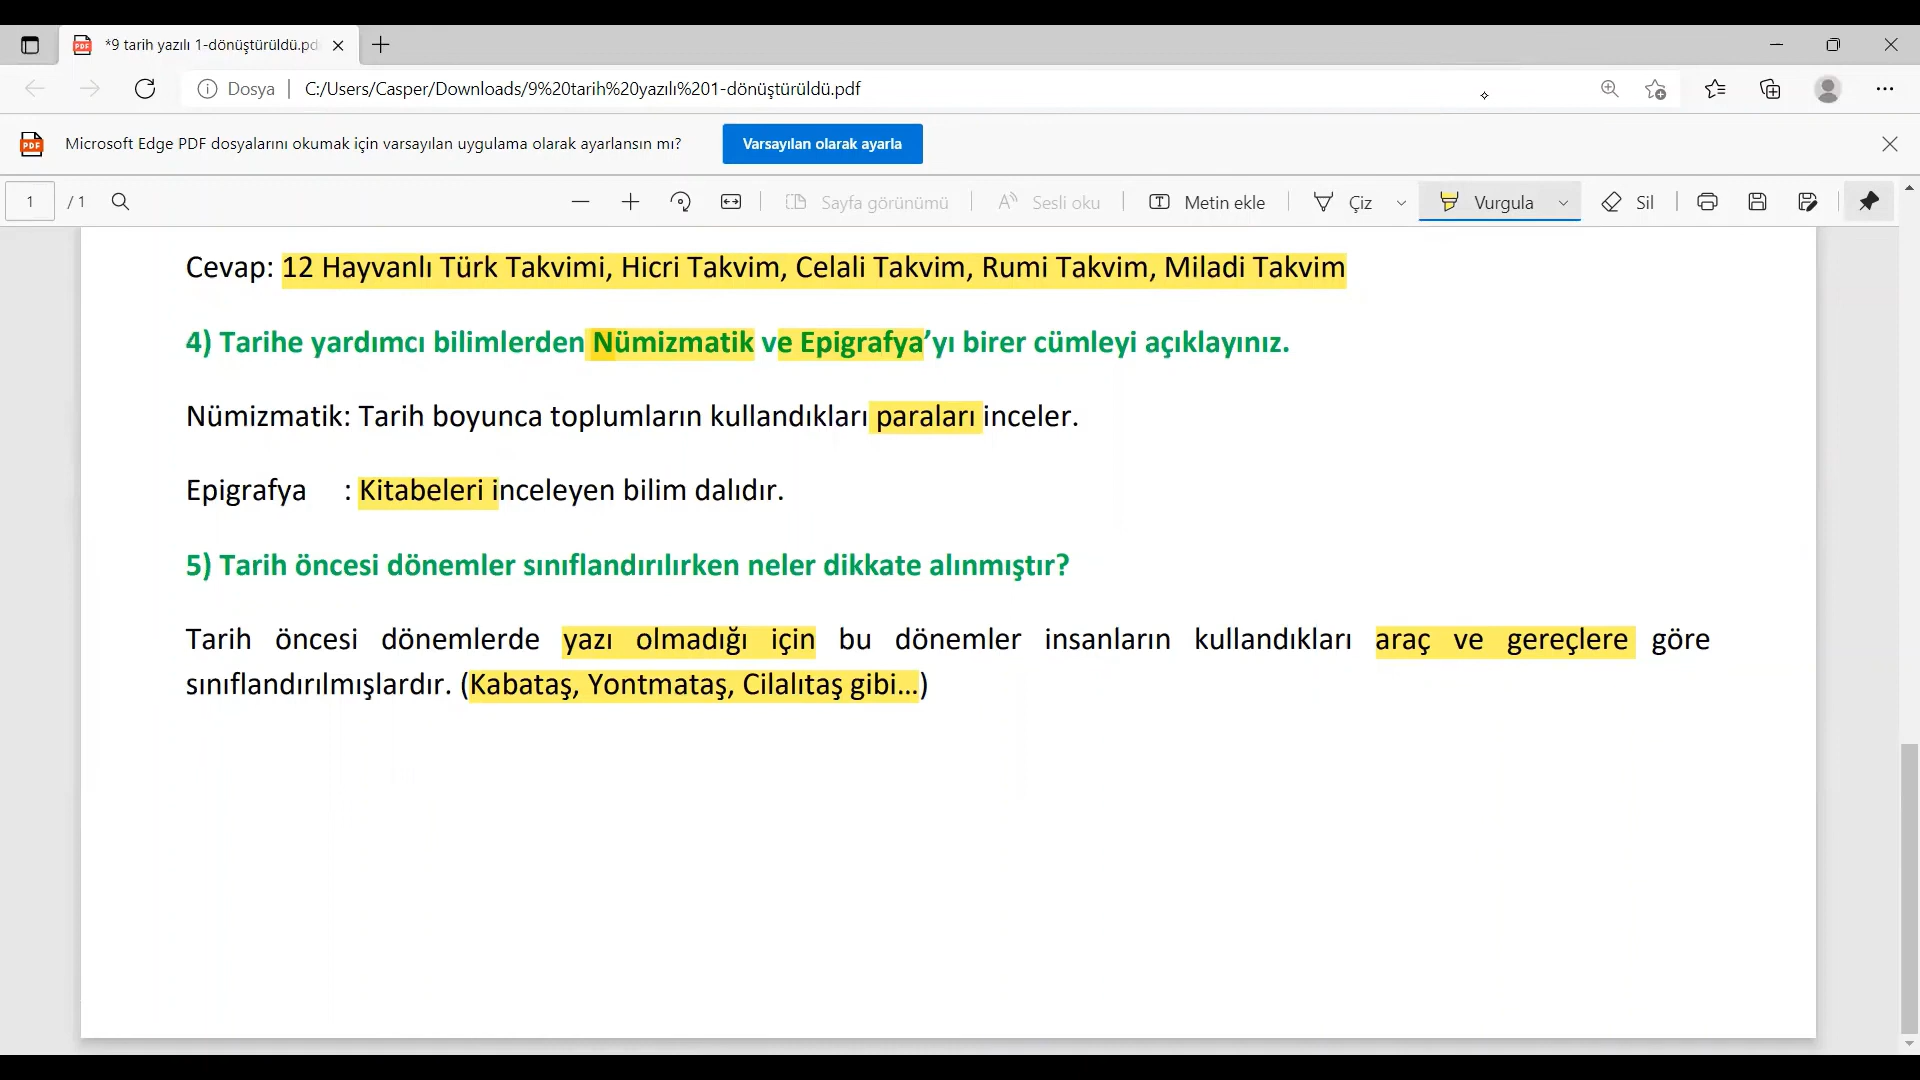 *9 tarih yazılı 1-dönüştürüldü.pd
Dosya | C:/Users/Casper/Downloads/9%20tarih%20yazılı%201-dönüştürüldü.pdf
PDF Microsoft Edge PDF dosyalarını okumak için varsayılan uygulama olarak ayarlansın mı? Varsayılan olarak ayarla
1 / 1 Sayfa görünümü Sesli oku Metin ekle Çiz Vurgula Sil
Cevap: 12 Hayvanlı Türk Takvimi, Hicri Takvim, Celali Takvim, Rumi Takvim, Miladi Takvim
4) Tarihe yardımcı bilimlerden Nümizmatik ve Epigrafya’yı birer cümleyi açıklayınız.
Nümizmatik: Tarih boyunca toplumların kullandıkları paraları inceler.
Epigrafya : Kitabeleri inceleyen bilim dalıdır.
5) Tarih öncesi dönemler sınıflandırılırken neler dikkate alınmıştır?
Tarih öncesi dönemlerde yazı olmadığı için bu dönemler insanların kullandıkları araç ve gereçlere göre
sınıflandırılmışlardır. (Kabataş, Yontmataş, Cilalıtaş gibi...)